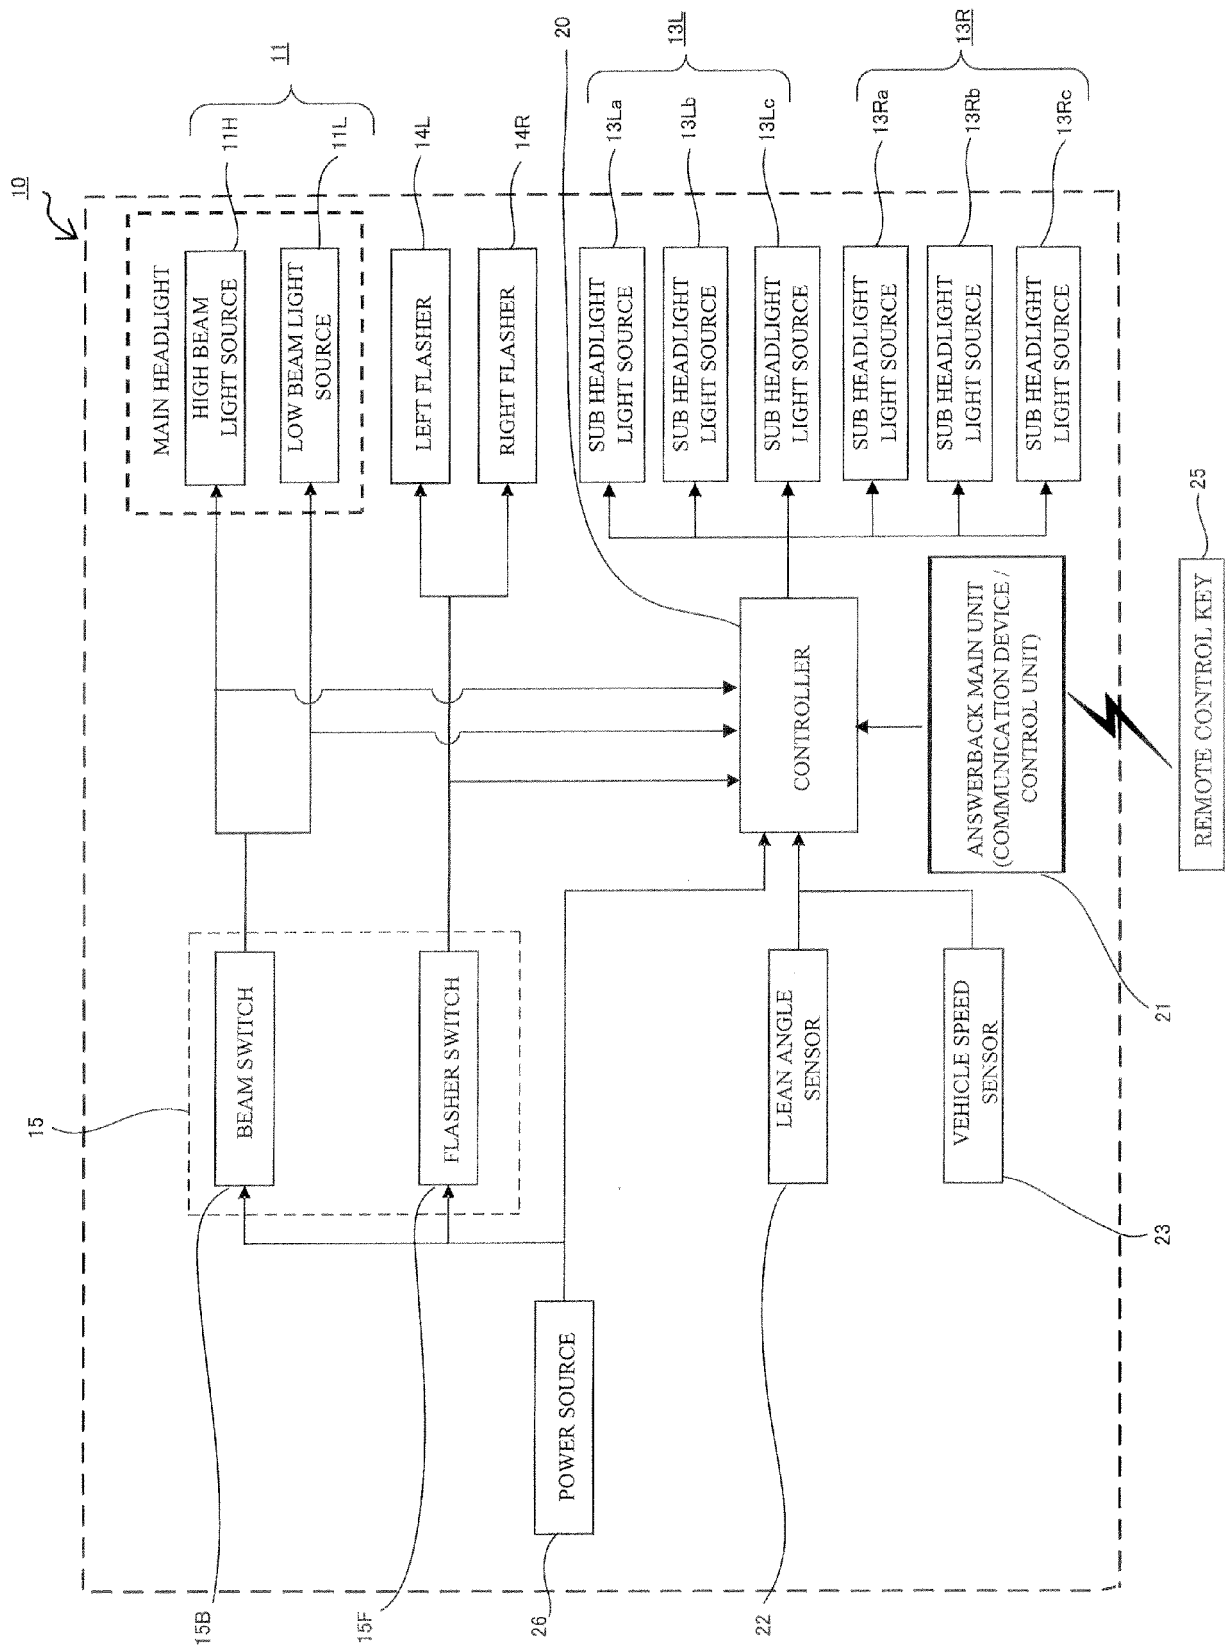 10
11
11H
11L
MAIN HEADLIGHT
HIGH BEAM
LIGHT SOURCE
LOW BEAM LIGHT
SOURCE
14L
LEFT FLASHER
14R
RIGHT FLASHER
20
13L
13La
SUB HEADLIGHT
LIGHT SOURCE
13Lb
SUB HEADLIGHT
LIGHT SOURCE
13Lc
SUB HEADLIGHT
LIGHT SOURCE
13R
13Ra
SUB HEADLIGHT
LIGHT SOURCE
13Rb
SUB HEADLIGHT
LIGHT SOURCE
13Rc
SUB HEADLIGHT
LIGHT SOURCE
CONTROLLER
ANSWERBACK MAIN UNIT
(COMMUNICATION DEVICE /
CONTROL UNIT)
25
REMOTE CONTROL KEY
15
BEAM SWITCH
FLASHER SWITCH
LEAN ANGLE
SENSOR
VEHICLE SPEED
SENSOR
21
23
POWER SOURCE
15B
15F
26
22